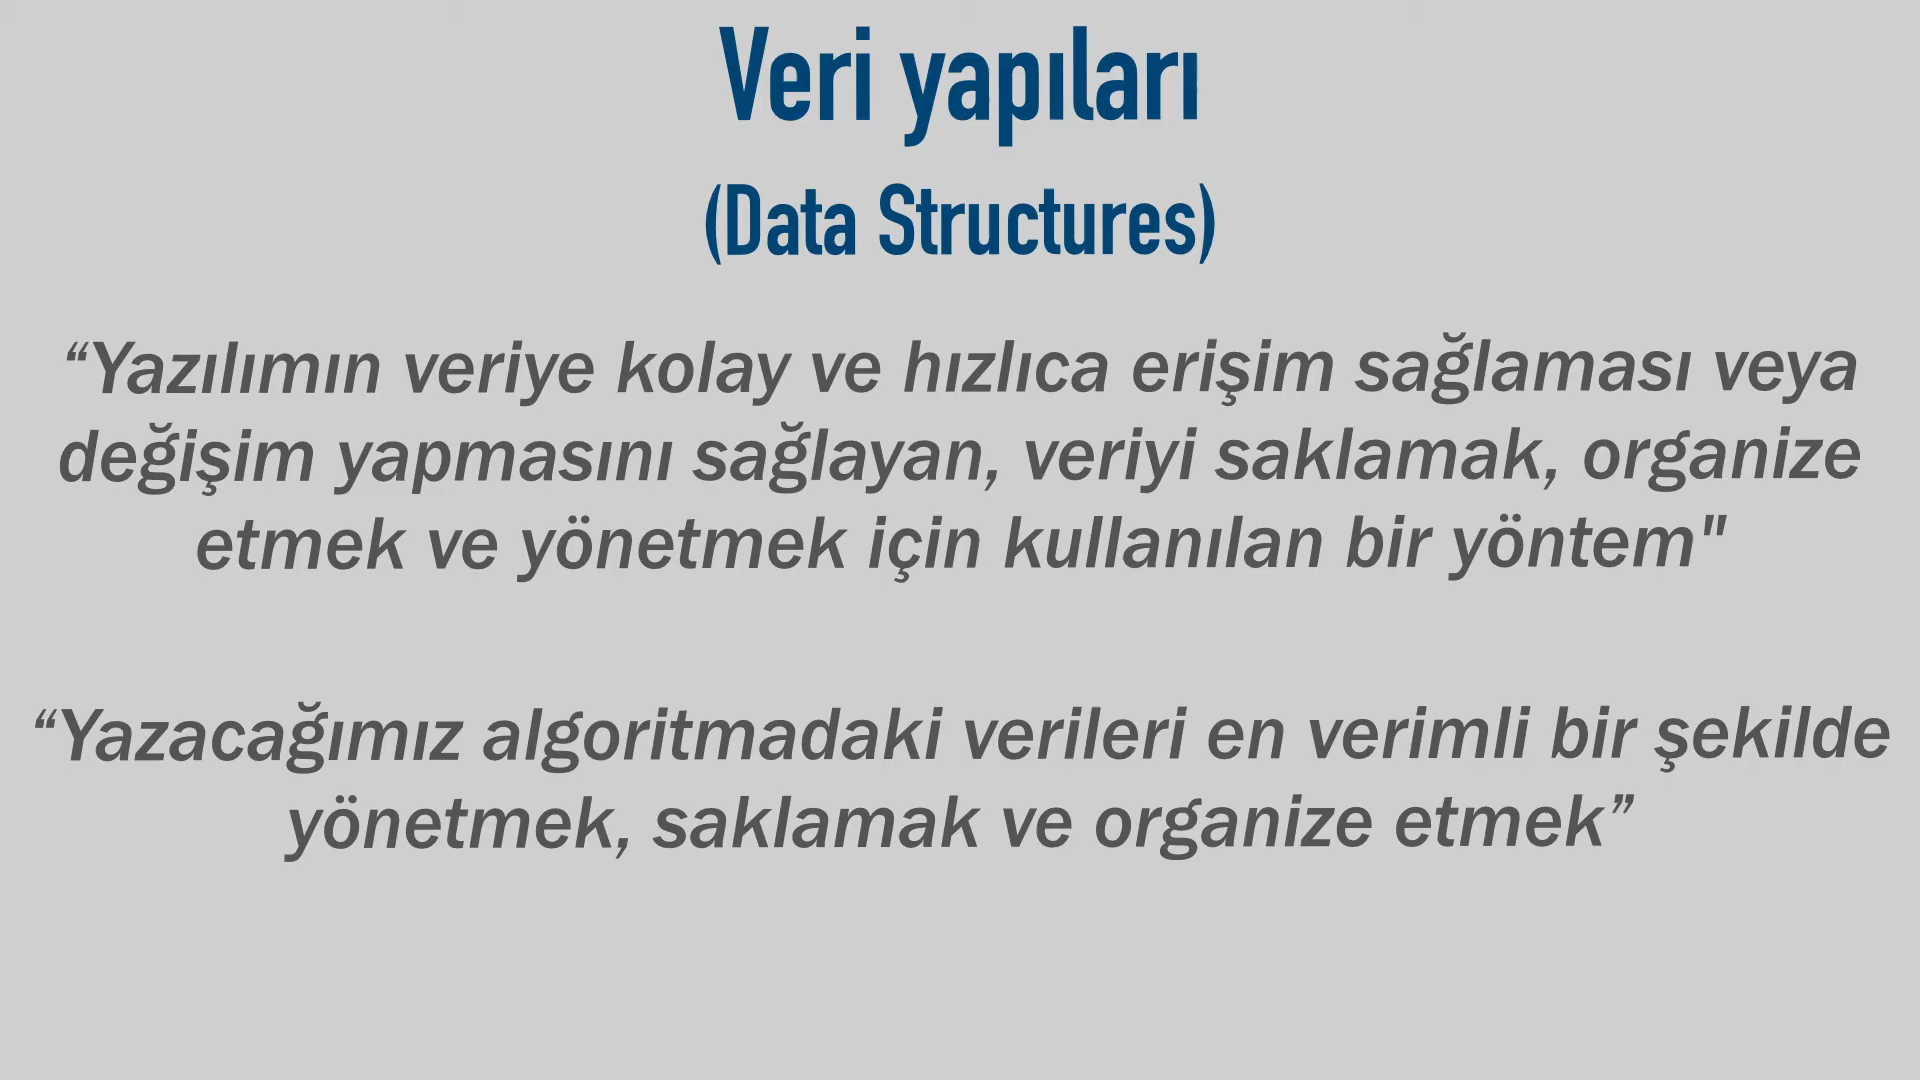 Veri yapıları
(Data Structures)
“Yazılımın veriye kolay ve hızlıca erişim sağlaması veya
değişim yapmasını sağlayan, veriyi saklamak, organize
etmek ve yönetmek için kullanılan bir yöntem"
“Yazacağımız algoritmadaki verileri en verimli bir şekilde
yönetmek, saklamak ve organize etmek”